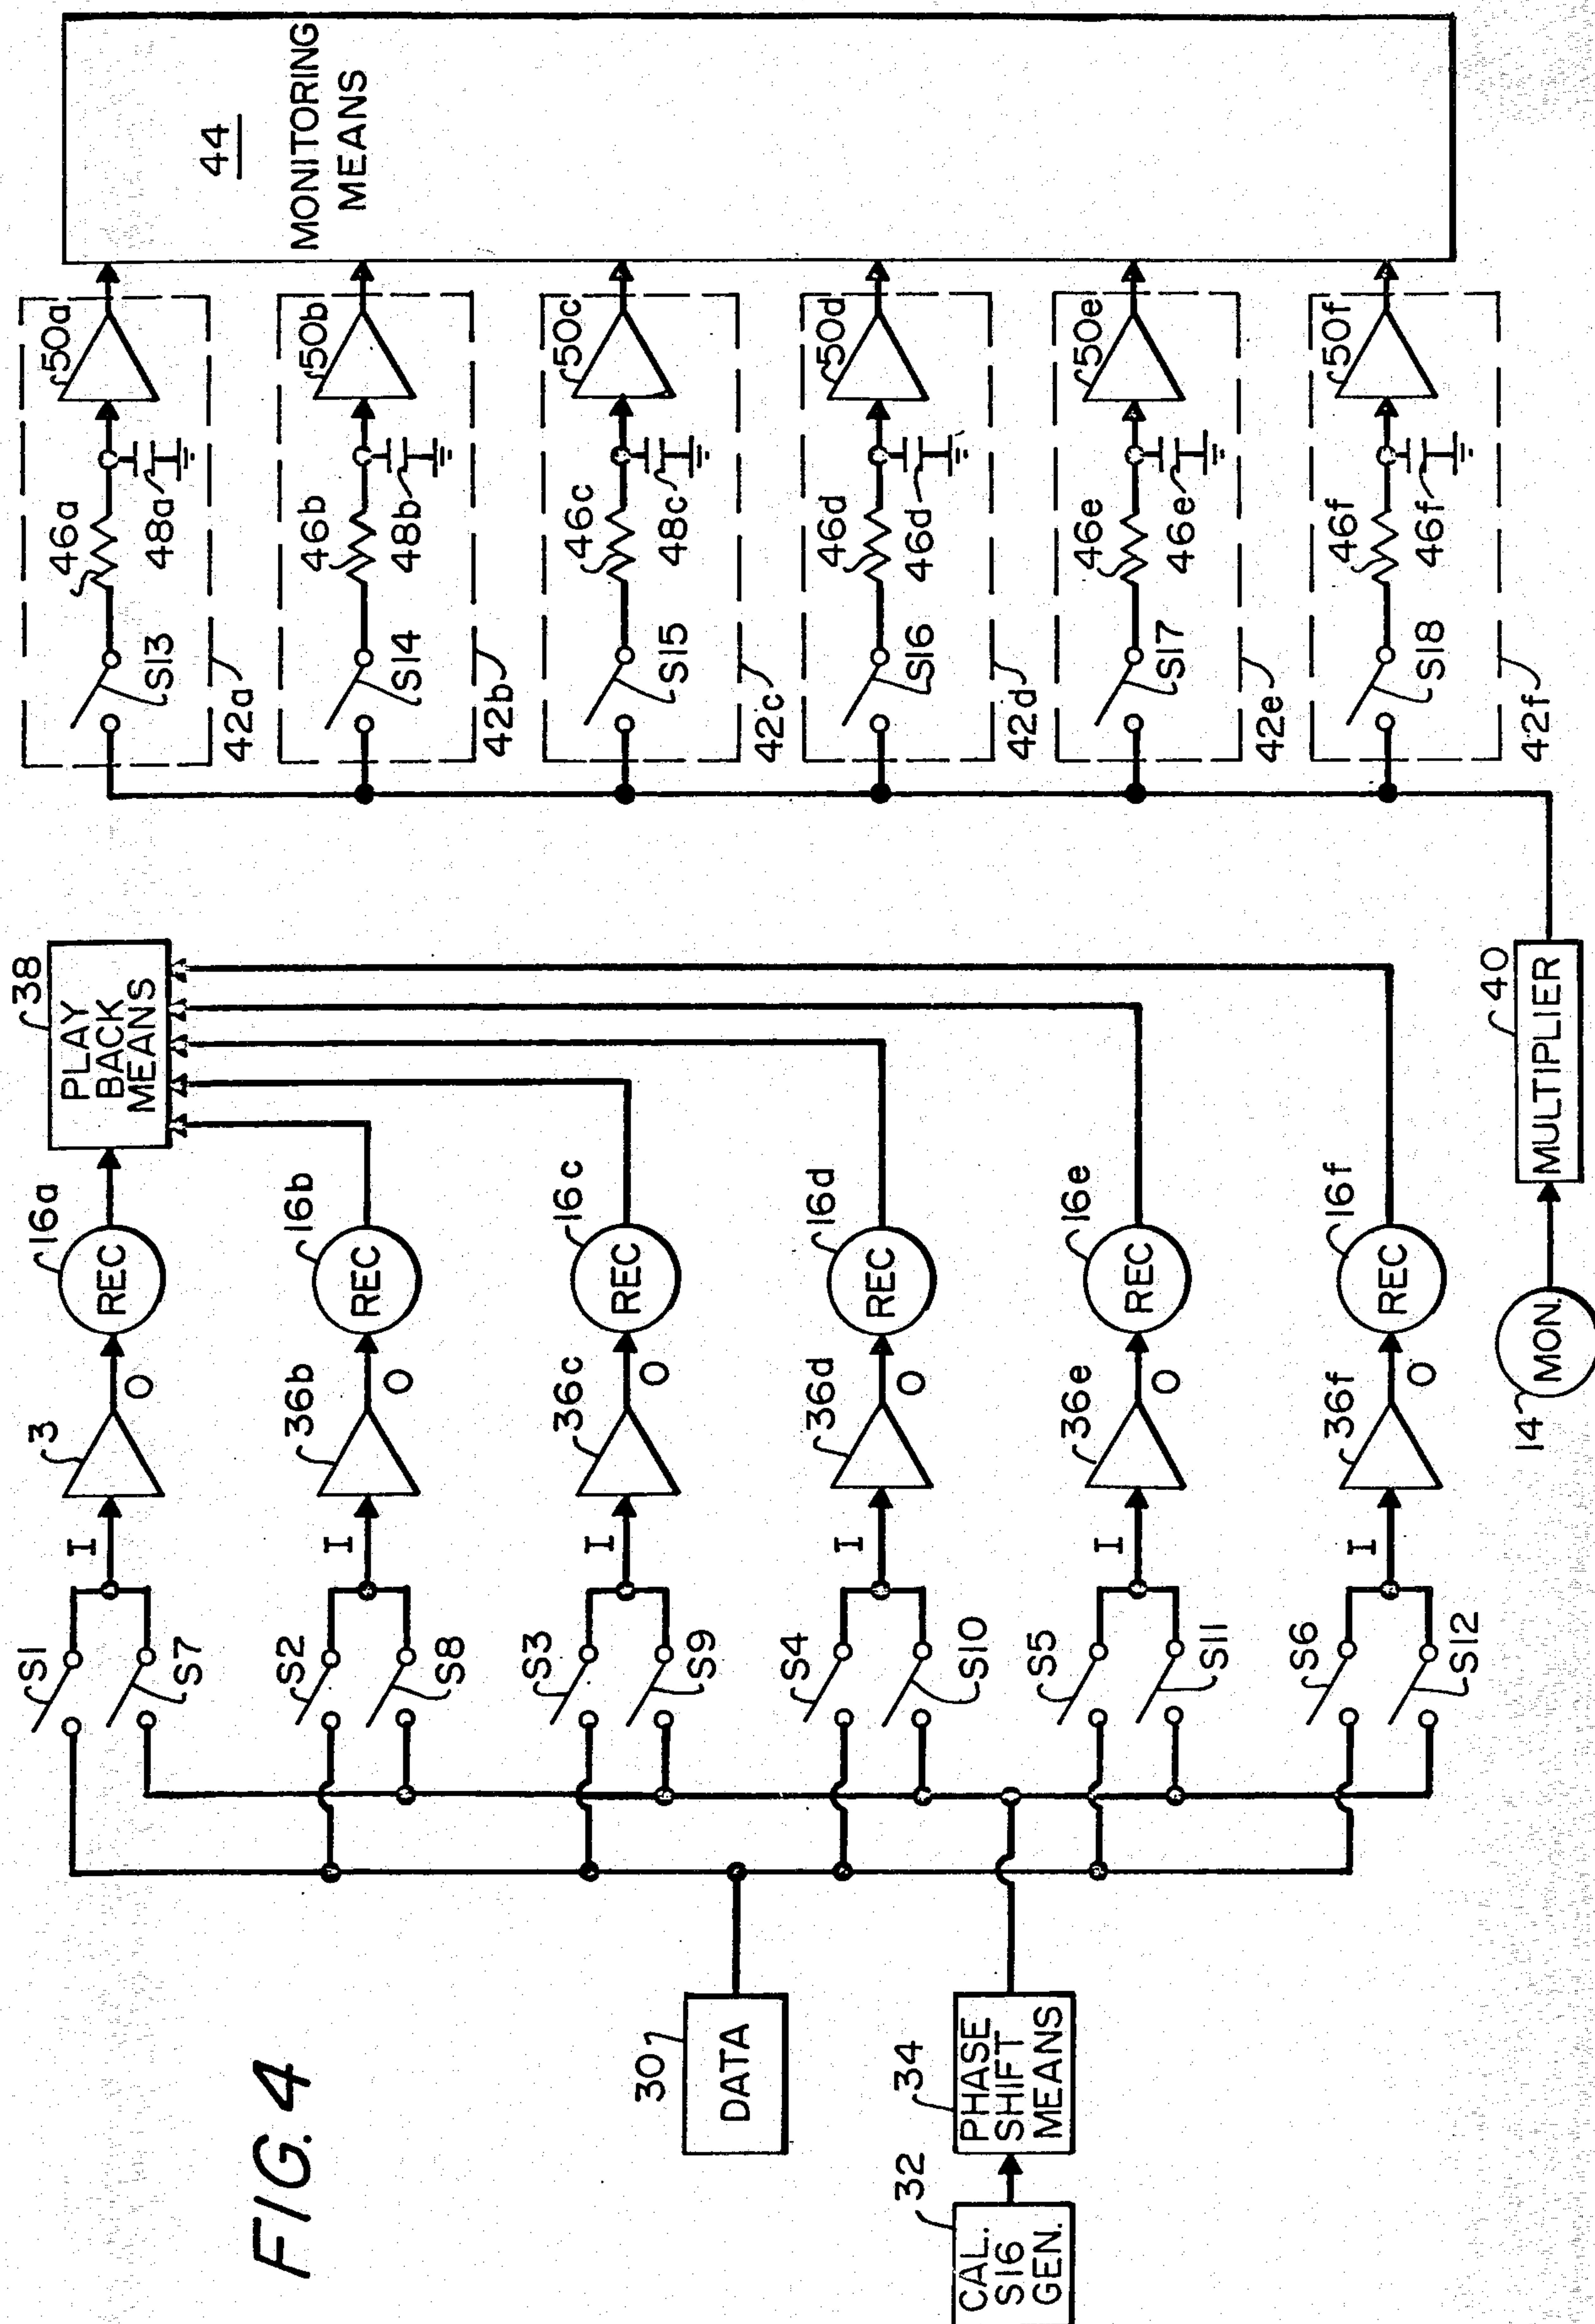 FIG. 4
CAL.
S16
GEN.
32
PHASE
SHIFT
MEANS
34
DATA
30
S1
S7
S2
S8
S3
S9
S4
S10
S5
S11
S6
S12
I
I
I
I
I
I
3
36b
36c
36d
36e
36f
O
O
O
O
O
O
REC
16a
REC
16b
REC
16c
REC
16d
REC
16e
REC
16f
PLAY
BACK
MEANS
38
MON.
14
MULTIPLIER
40
42a
S13
46a
48a
50a
42b
S14
46b
48b
50b
42c
S15
46c
48c
50c
42d
S16
46d
46d
50d
42e
S17
46e
46e
50e
42f
S18
46f
46f
50f
44
MONITORING
MEANS